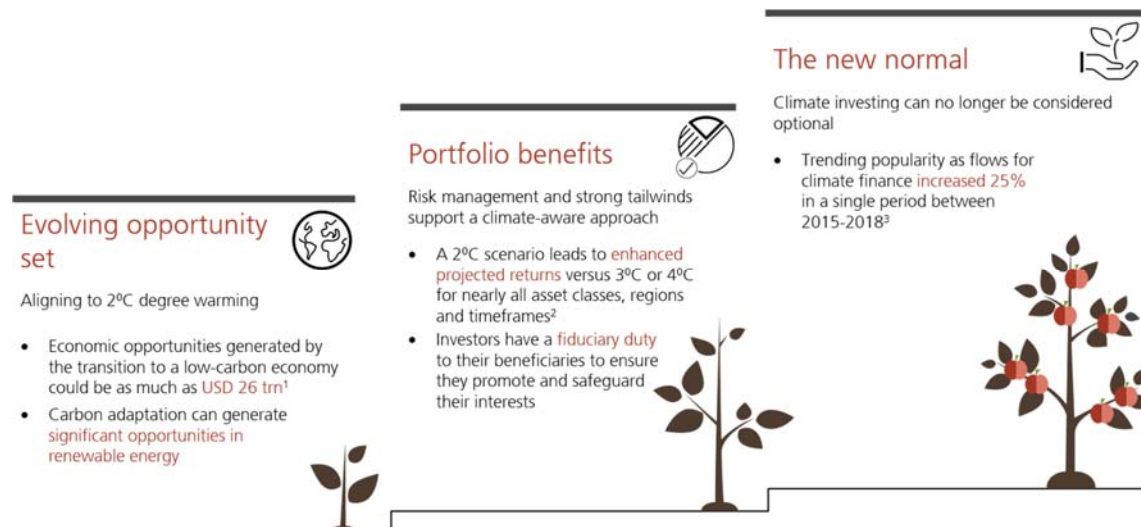 Evolving opportunity
set
Aligning to 2⁰C degree warming
• Economic opportunities generated by
the transition to a low-carbon economy
could be as much as USD 26 trn¹
• Carbon adaptation can generate
significant opportunities in
renewable energy
Portfolio benefits
Risk management and strong tailwinds
support a climate-aware approach
• A 2⁰C scenario leads to enhanced
projected returns versus 3⁰C or 4⁰C
for nearly all asset classes, regions
and timeframes²
• Investors have a fiduciary duty
to their beneficiaries to ensure
they promote and safeguard
their interests
The new normal
Climate investing can no longer be considered
optional
• Trending popularity as flows for
climate finance increased 25%
in a single period between
2015-2018³